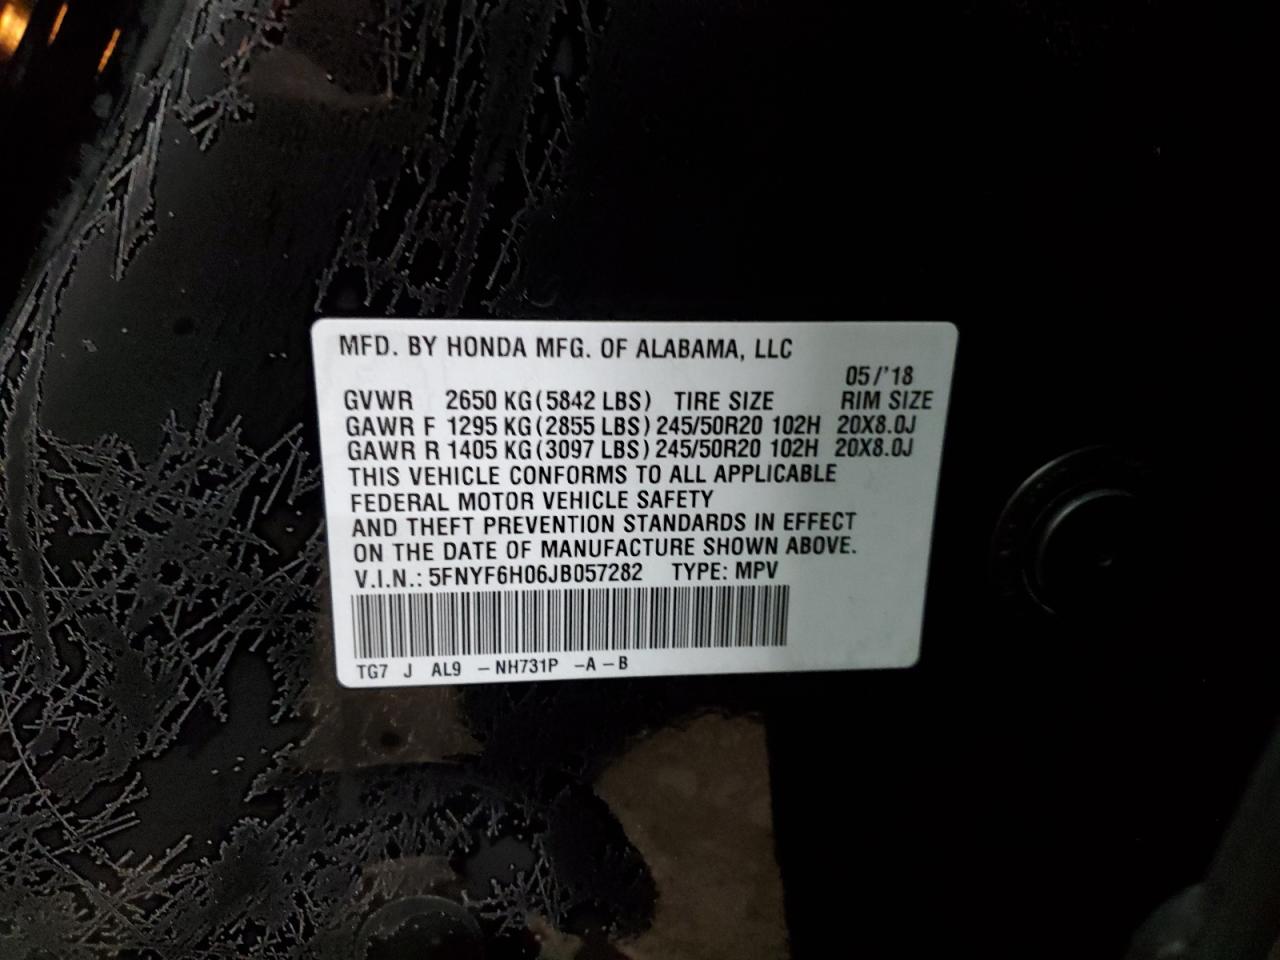 MFD. BY HONDA MFG. OF ALABAMA, LLC
05/'18
GVWR 2650 KG(5842 LBS) TIRE SIZE RIM SIZE
GAWR F 1295 KG(2855 LBS) 245/50R20 102H 20X8.0J
GAWR R 1405 KG(3097 LBS) 245/50R20 102H 20X8.0J
THIS VEHICLE CONFORMS TO ALL APPLICABLE
FEDERAL MOTOR VEHICLE SAFETY
AND THEFT PREVENTION STANDARDS IN EFFECT
ON THE DATE OF MANUFACTURE SHOWN ABOVE.
V.I.N.: 5FNYF6H06JB057282 TYPE: MPV
TG7 J AL9 -NH731P -A-B